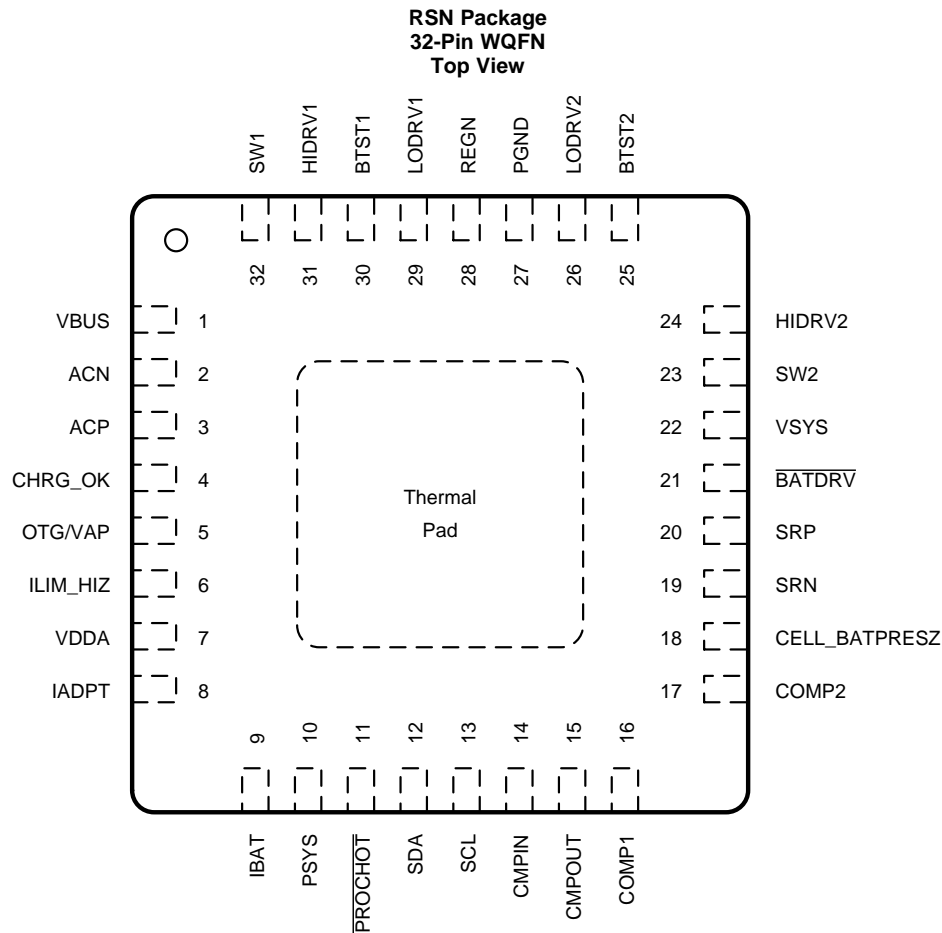 RSN Package
32-Pin WQFN
Top View
SW1
HIDRV1
BTST1
LODRV1
REGN
PGND
LODRV2
BTST2
32
31
30
29
28
27
26
25
VBUS 1
ACN 2
ACP 3
CHRG_OK 4
OTG/VAP 5
ILIM_HIZ 6
VDDA 7
IADPT 8
Thermal
Pad
24 HIDRV2
23 SW2
22 VSYS
21 BATDRV
20 SRP
19 SRN
18 CELL_BATPRESZ
17 COMP2
9
10
11
12
13
14
15
16
IBAT
PSYS
PROCHOT
SDA
SCL
CMPIN
CMPOUT
COMP1